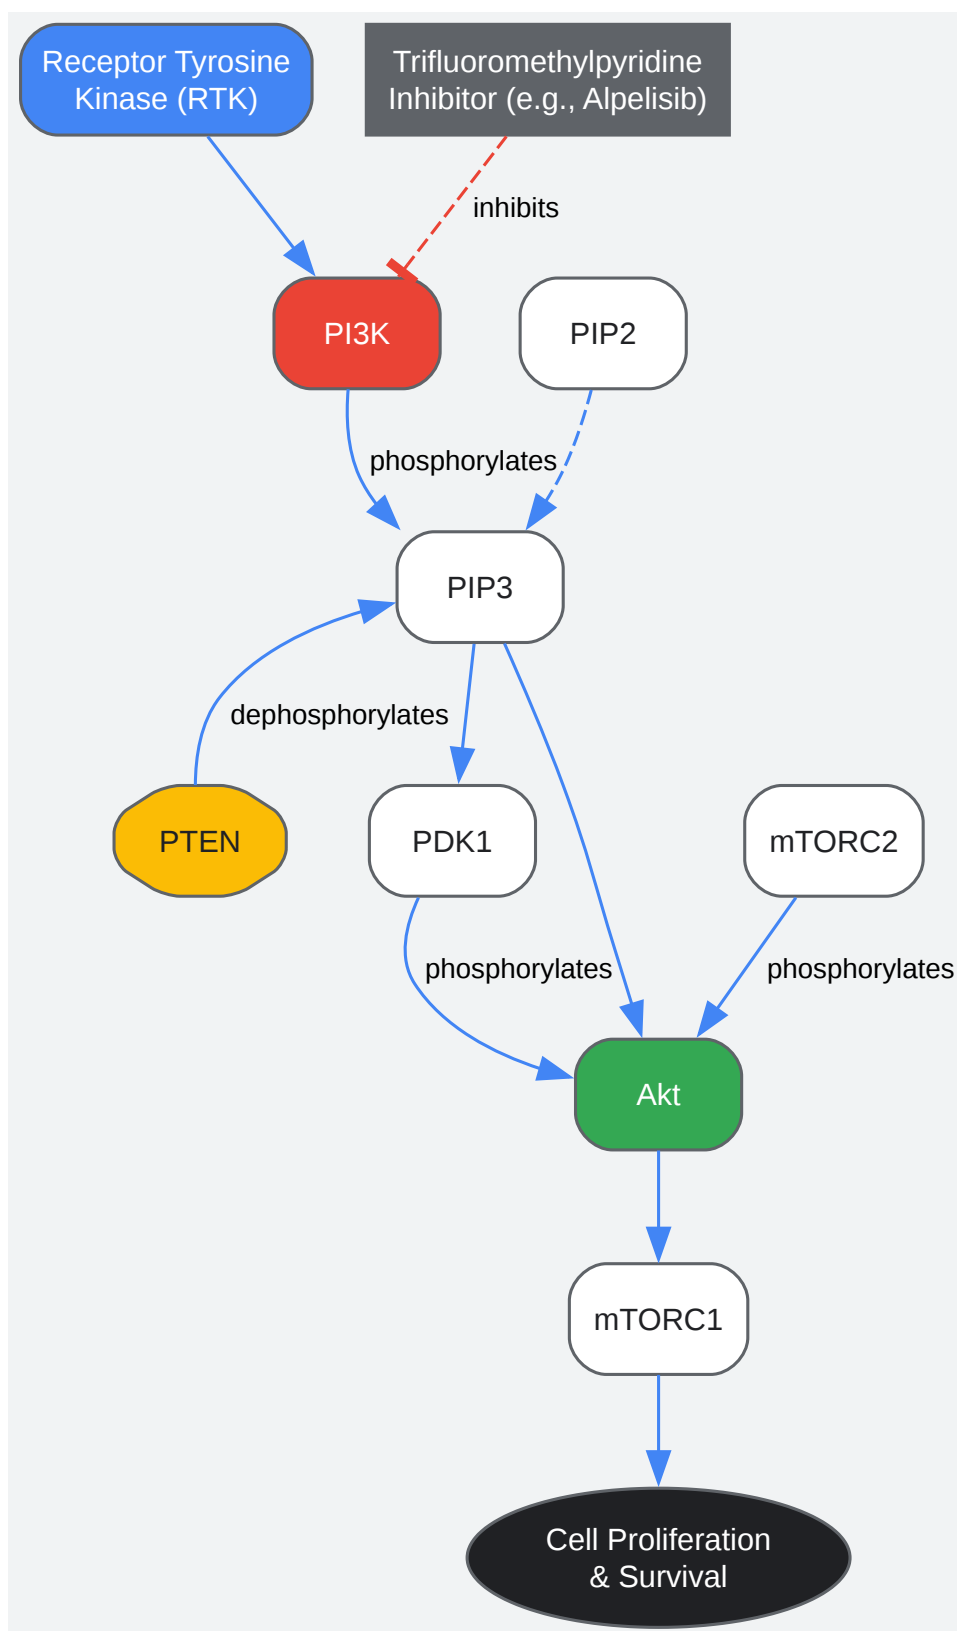 Receptor Tyrosine
Kinase (RTK)
Trifluoromethylpyridine
Inhibitor (e.g., Alpelisib)
inhibits
PI3K
PIP2
phosphorylates
PIP3
dephosphorylates
PTEN
PDK1
mTORC2
phosphorylates
phosphorylates
Akt
mTORC1
Cell Proliferation
& Survival